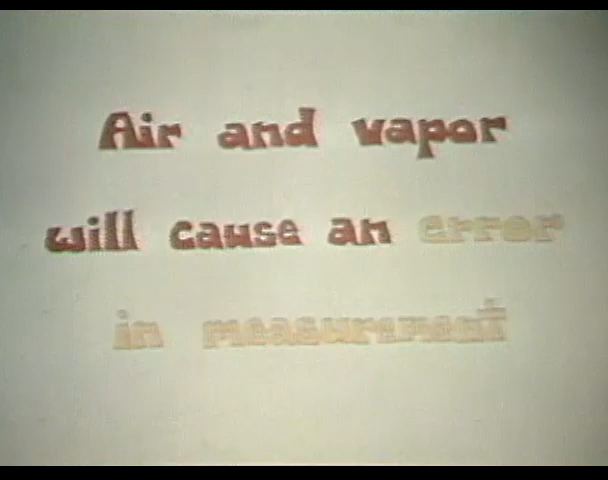 Air and vapor
will cause an error
in measurement